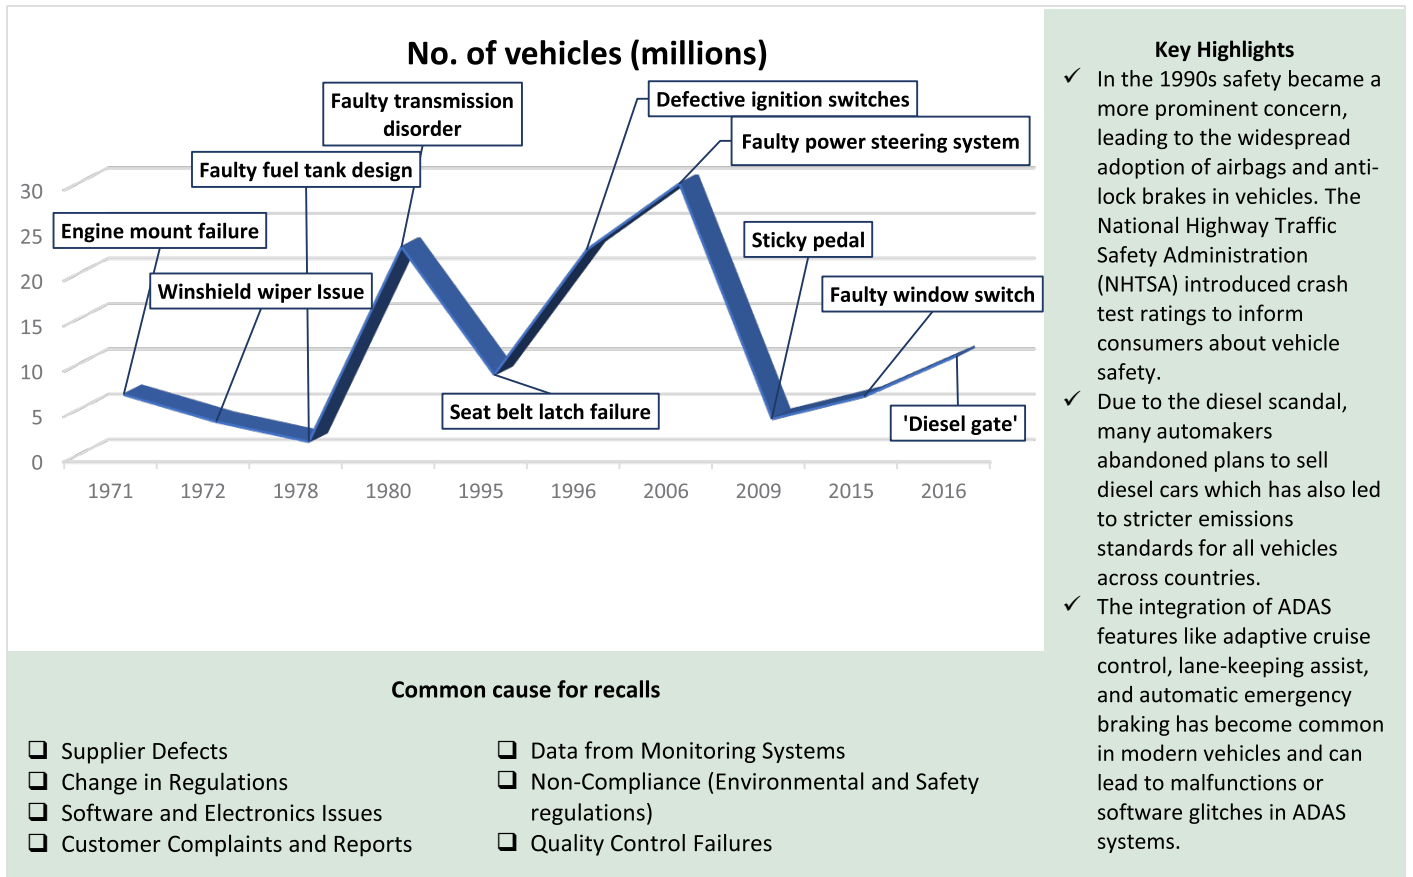 No. of vehicles (millions)
Faulty transmission
disorder
Defective ignition switches
Faulty power steering system
Faulty fuel tank design
Engine mount failure
Sticky pedal
Winshield wiper Issue
Faulty window switch
Seat belt latch failure
'Diesel gate'
30
25
20
15
10
5
0
1971 1972 1978 1980 1995 1996 2006 2009 2015 2016
Key Highlights
✓ In the 1990s safety became a
more prominent concern,
leading to the widespread
adoption of airbags and anti-
lock brakes in vehicles. The
National Highway Traffic
Safety Administration
(NHTSA) introduced crash
test ratings to inform
consumers about vehicle
safety.
✓ Due to the diesel scandal,
many automakers
abandoned plans to sell
diesel cars which has also led
to stricter emissions
standards for all vehicles
across countries.
✓ The integration of ADAS
features like adaptive cruise
control, lane-keeping assist,
and automatic emergency
braking has become common
in modern vehicles and can
lead to malfunctions or
software glitches in ADAS
systems.
Common cause for recalls
❑ Supplier Defects
❑ Change in Regulations
❑ Software and Electronics Issues
❑ Customer Complaints and Reports
❑ Data from Monitoring Systems
❑ Non-Compliance (Environmental and Safety
regulations)
❑ Quality Control Failures